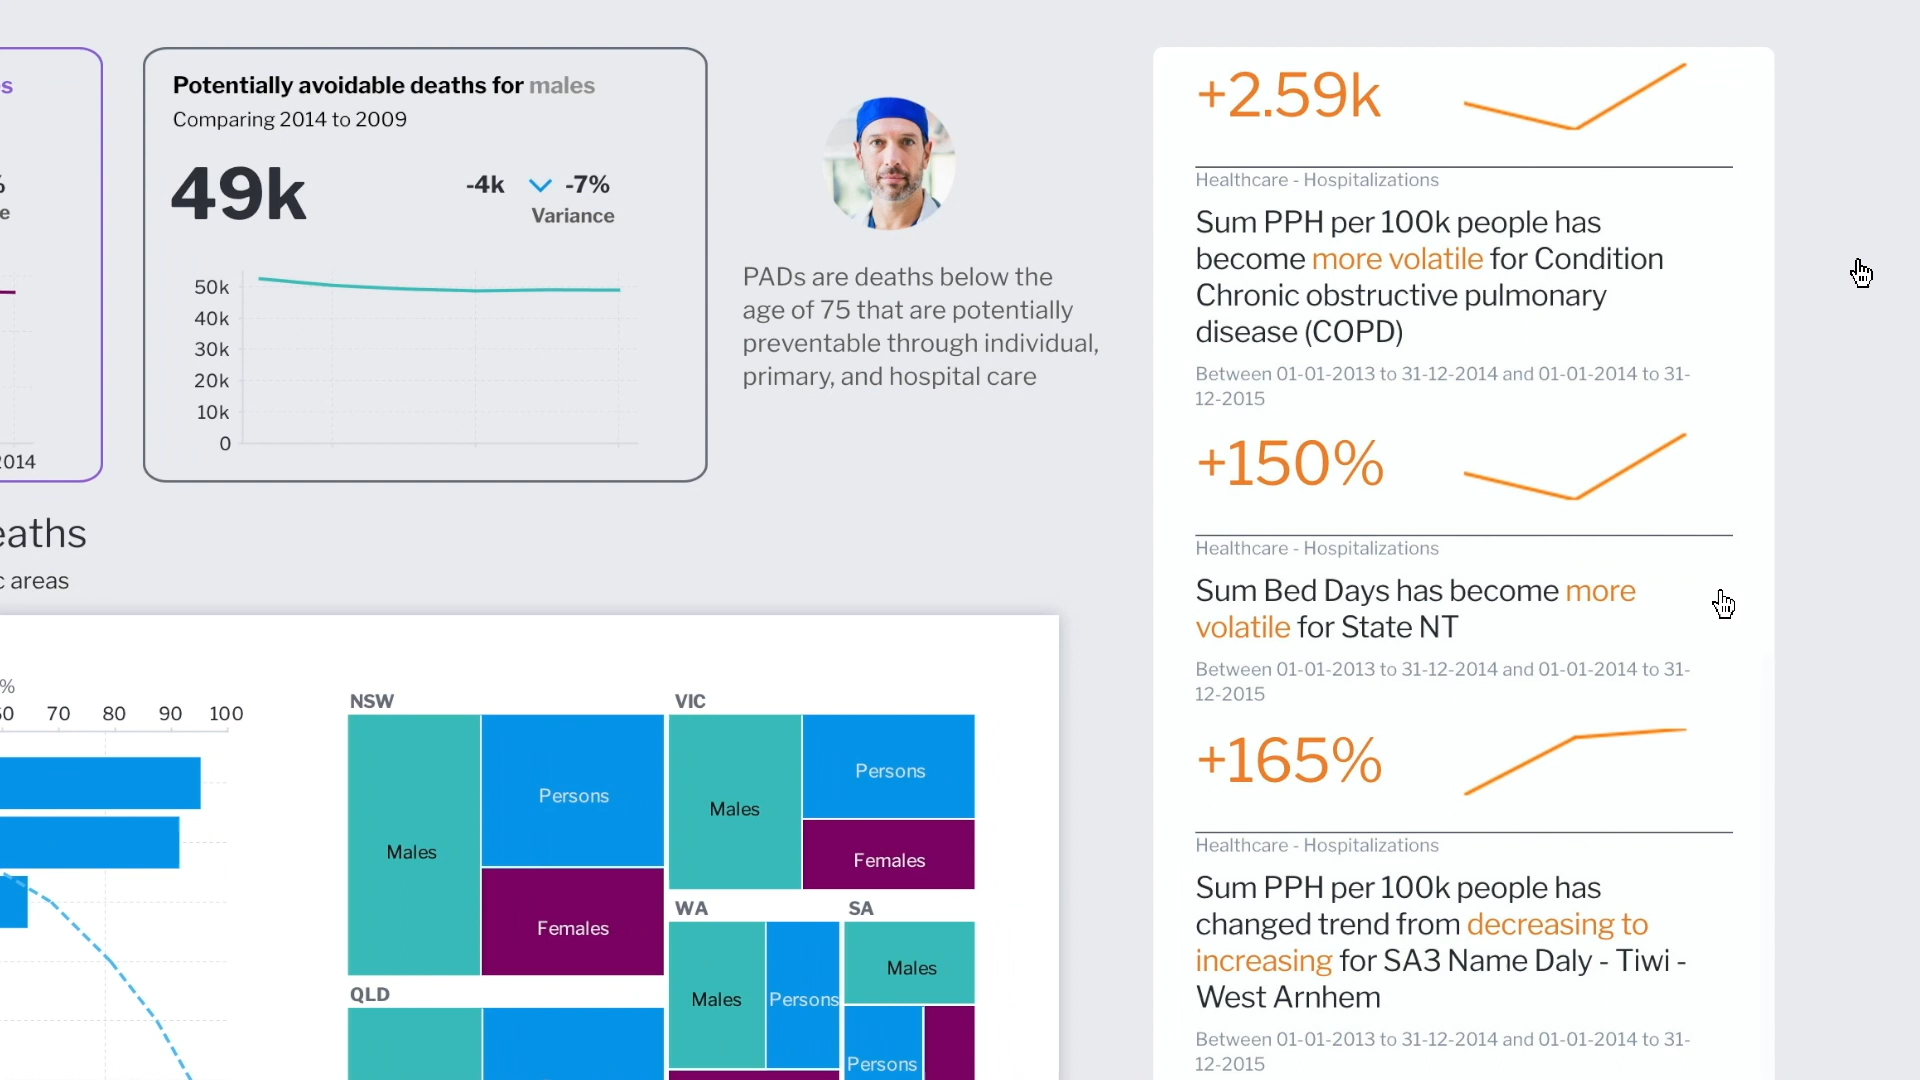 s
%
e
2014
Potentially avoidable deaths for males
Comparing 2014 to 2009
49k
-4k
-7%
Variance
50k
40k
30k
20k
10k
0
PADs are deaths below the
age of 75 that are potentially
preventable through individual,
primary, and hospital care
eaths
c areas
%
60 70 80 90 100
NSW
Males
Persons
Females
VIC
Males
Persons
Females
WA
Males
Persons
SA
Males
Persons
QLD
+2.59k
Healthcare - Hospitalizations
Sum PPH per 100k people has
become more volatile for Condition
Chronic obstructive pulmonary
disease (COPD)
Between 01-01-2013 to 31-12-2014 and 01-01-2014 to 31-
12-2015
+150%
Healthcare - Hospitalizations
Sum Bed Days has become more
volatile for State NT
Between 01-01-2013 to 31-12-2014 and 01-01-2014 to 31-
12-2015
+165%
Healthcare - Hospitalizations
Sum PPH per 100k people has
changed trend from decreasing to
increasing for SA3 Name Daly - Tiwi -
West Arnhem
Between 01-01-2013 to 31-12-2014 and 01-01-2014 to 31-
12-2015